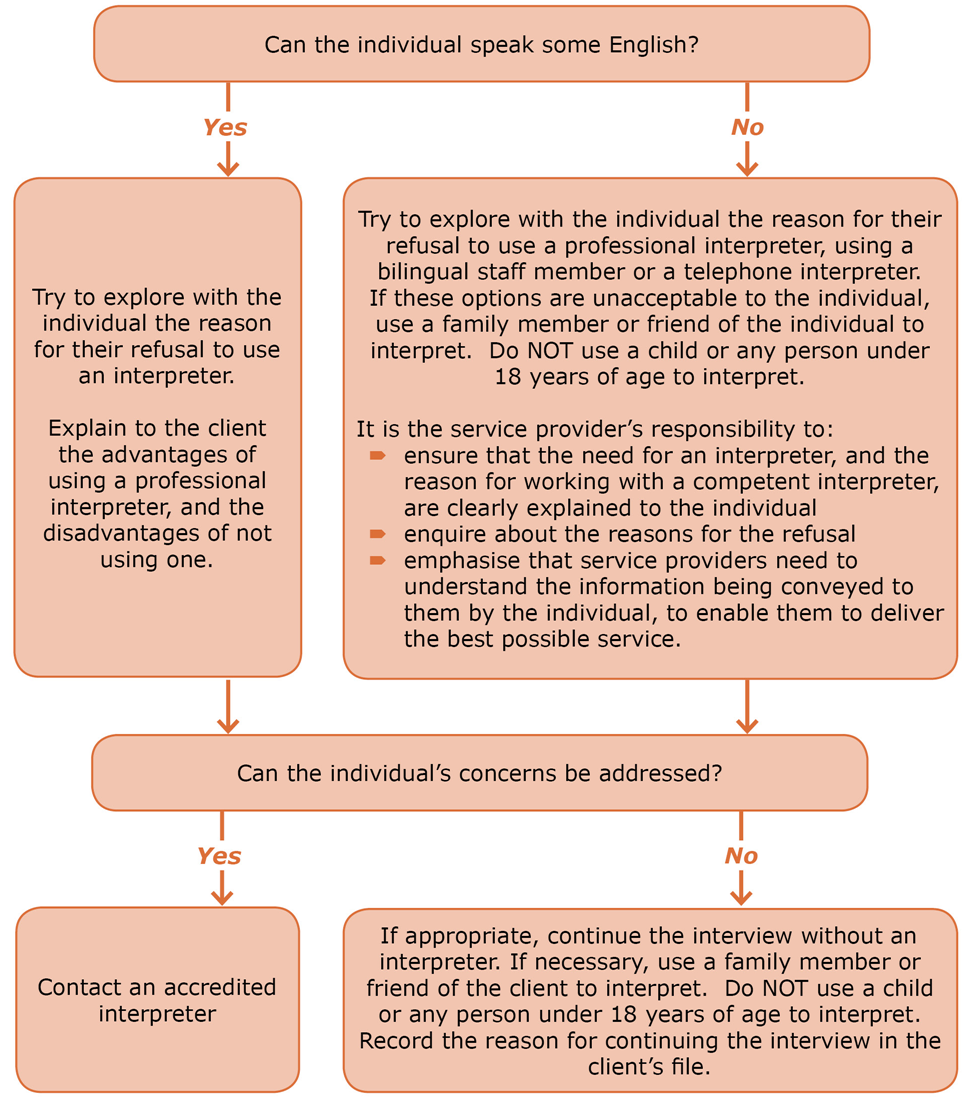 Can the individual speak some English?
Yes
No
Try to explore with the
individual the reason
for their refusal to use
an interpreter.
Explain to the client
the advantages of
using a professional
interpreter, and the
disadvantages of not
using one.
Try to explore with the individual the reason for their
refusal to use a professional interpreter, using a
bilingual staff member or a telephone interpreter.
If these options are unacceptable to the individual,
use a family member or friend of the individual to
interpret.  Do NOT use a child or any person under
18 years of age to interpret.
It is the service provider’s responsibility to:
ensure that the need for an interpreter, and the
reason for working with a competent interpreter,
are clearly explained to the individual
enquire about the reasons for the refusal
emphasise that service providers need to
understand the information being conveyed to
them by the individual, to enable them to deliver
the best possible service.
Can the individual’s concerns be addressed?
Yes
No
Contact an accredited
interpreter
If appropriate, continue the interview without an
interpreter. If necessary, use a family member or
friend of the client to interpret.  Do NOT use a child
or any person under 18 years of age to interpret.
Record the reason for continuing the interview in the
client’s file.